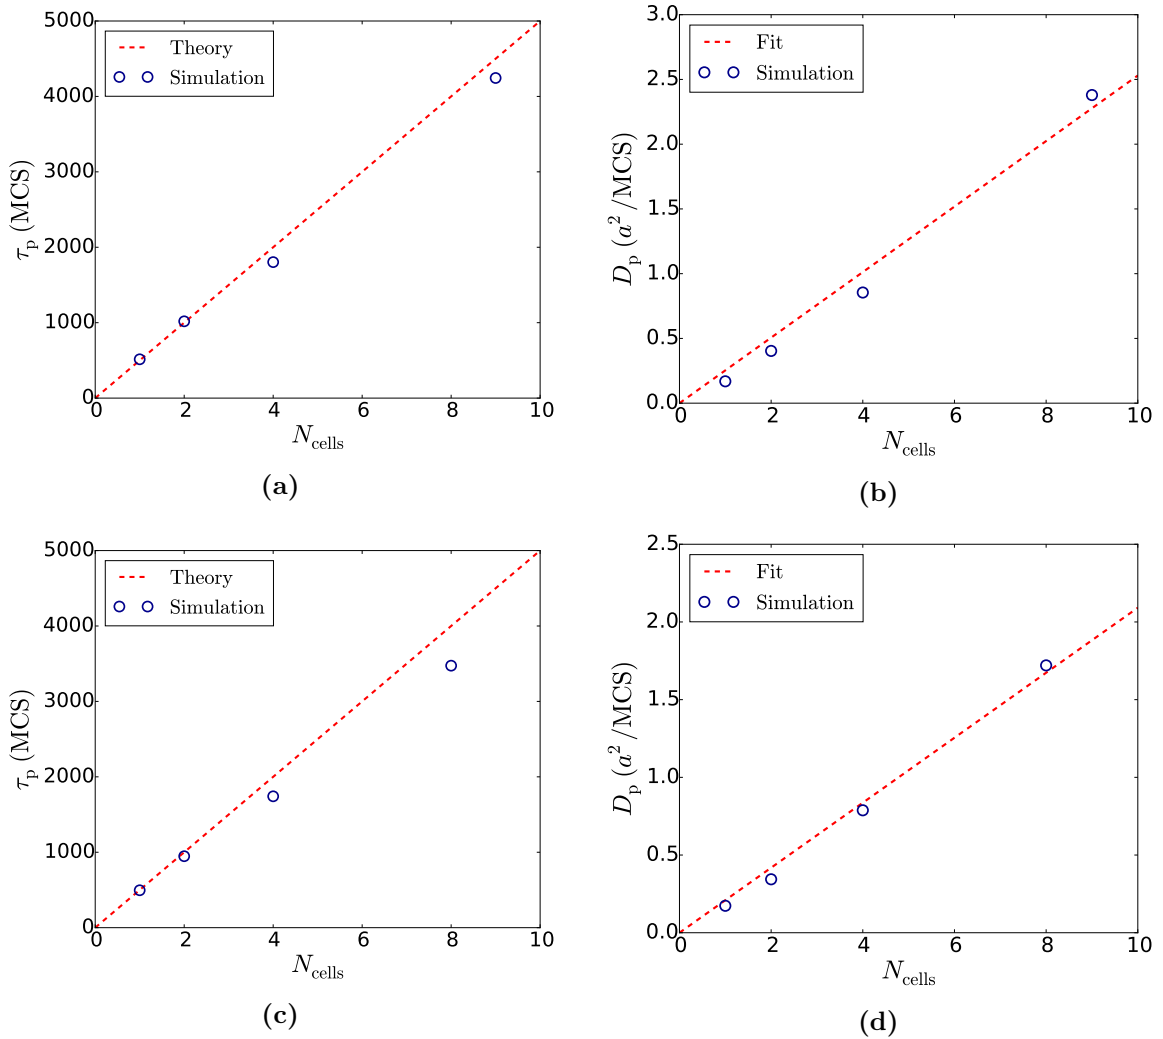 5000
4000
3000
2000
1000
0
τp (MCS)
Theory
Simulation
0 2 4 6 8 10
Ncells
(a)
3.0
2.5
2.0
1.5
1.0
0.5
0.0
Dp (a² /MCS)
Fit
Simulation
0 2 4 6 8 10
Ncells
(b)
5000
4000
3000
2000
1000
0
τp (MCS)
Theory
Simulation
0 2 4 6 8 10
Ncells
(c)
2.5
2.0
1.5
1.0
0.5
0.0
Dp (a² /MCS)
Fit
Simulation
0 2 4 6 8 10
Ncells
(d)